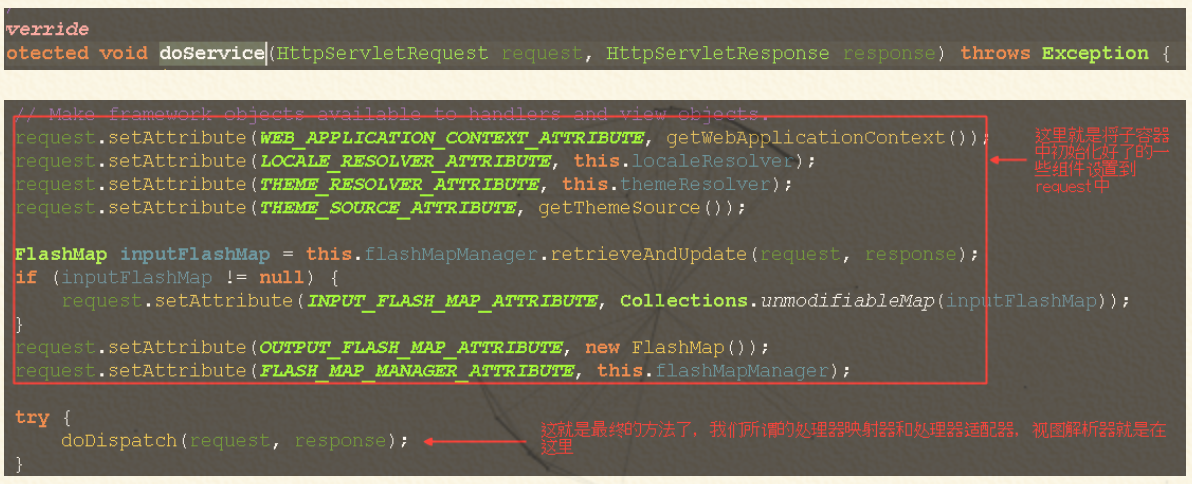 verride
otected void doService(HttpServletRequest request, HttpServletResponse response) throws Exception {
// Make framework objects available to handlers and view objects.
request.setAttribute(WEB_APPLICATION_CONTEXT_ATTRIBUTE, getWebApplicationContext());
request.setAttribute(LOCALE_RESOLVER_ATTRIBUTE, this.localeResolver);
request.setAttribute(THEME_RESOLVER_ATTRIBUTE, this.themeResolver);
request.setAttribute(THEME_SOURCE_ATTRIBUTE, getThemeSource());
这里就是将子容器
中初始化好了的一
些组件设置到
request中
FlashMap inputFlashMap = this.flashMapManager.retrieveAndUpdate(request, response);
if (inputFlashMap != null) {
request.setAttribute(INPUT_FLASH_MAP_ATTRIBUTE, Collections.unmodifiableMap(inputFlashMap));
}
request.setAttribute(OUTPUT_FLASH_MAP_ATTRIBUTE, new FlashMap());
request.setAttribute(FLASH_MAP_MANAGER_ATTRIBUTE, this.flashMapManager);
try {
doDispatch(request, response);
这就是最终的方法了，我们所谓的处理器映射器和处理器适配器，视图解析器就是在
这里
}